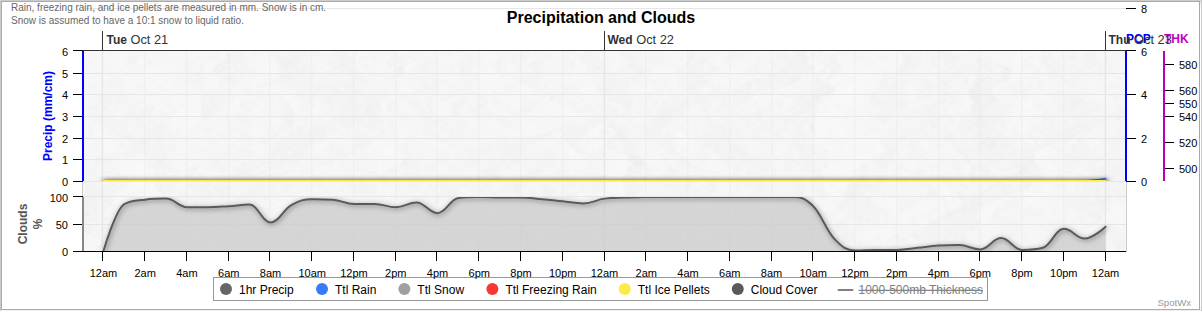 Rain, freezing rain, and ice pellets are measured in mm. Snow is in cm.
Snow is assumed to have a 10:1 snow to liquid ratio.
Precipitation and Clouds
Tue Oct 21
Wed Oct 22
Thu Oct 23
PCP
THK
Precip (mm/cm)
6
5
4
3
2
1
0
8
6
4
2
0
580
560
550
540
520
500
Clouds
%
100
50
0
12am 2am 4am 6am 8am 10am 12pm 2pm 4pm 6pm 8pm 10pm 12am 2am 4am 6am 8am 10am 12pm 2pm 4pm 6pm 8pm 10pm 12am
1hr Precip Ttl Rain Ttl Snow Ttl Freezing Rain Ttl Ice Pellets Cloud Cover 1000-500mb Thickness
SpotWx